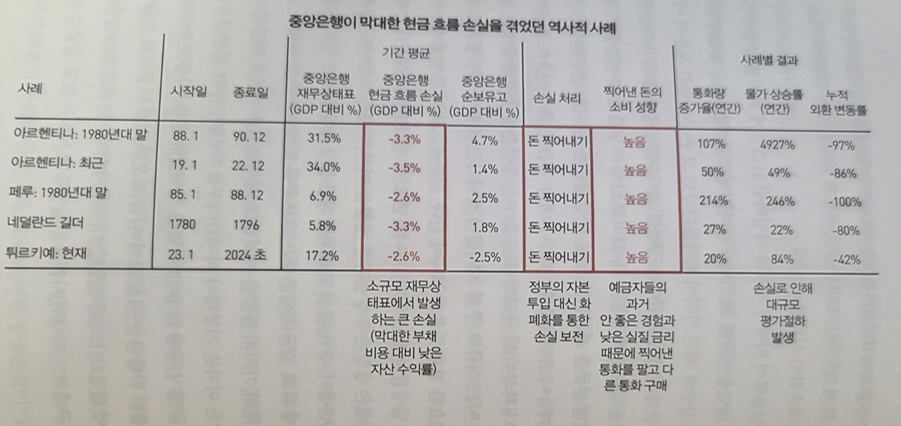 중앙은행이 막대한 현금 흐름 손실을 겪었던 역사적 사례
기간 평균 사례별 결과
사례 시작일 종료일 중앙은행 재무상태표 (GDP 대비 %) 중앙은행 현금 흐름 손실 (GDP 대비 %) 중앙은행 순보유고 (GDP 대비 %) 손실 처리 찍어낸 돈의 소비 성향 통화량 증가율(연간) 물가 상승률 (연간) 누적 외환 변동률
아르헨티나: 1980년대 말 88. 1 90. 12 31.5% -3.3% 4.7% 돈 찍어내기 높음 107% 4927% -97%
아르헨티나: 최근 19. 1 22. 12 34.0% -3.5% 1.4% 돈 찍어내기 높음 50% 49% -86%
페루: 1980년대 말 85. 1 88. 12 6.9% -2.6% 2.5% 돈 찍어내기 높음 214% 246% -100%
네덜란드 길더 1780 1796 5.8% -3.3% 1.8% 돈 찍어내기 높음 27% 22% -80%
튀르키예: 현재 23. 1 2024 초 17.2% -2.6% -2.5% 돈 찍어내기 높음 20% 84% -42%
소규모 재무상
태표에서 발생
하는 큰 손실
(막대한 부채
비용 대비 낮은
자산 수익률)
정부의 자본
투입 대신 화
폐화를 통한
손실 보전
예금자들의
과거
안 좋은 경험과
낮은 실질 금리
때문에 찍어낸
통화를 팔고 다
른 통화 구매
손실로 인해
대규모
평가절하
발생